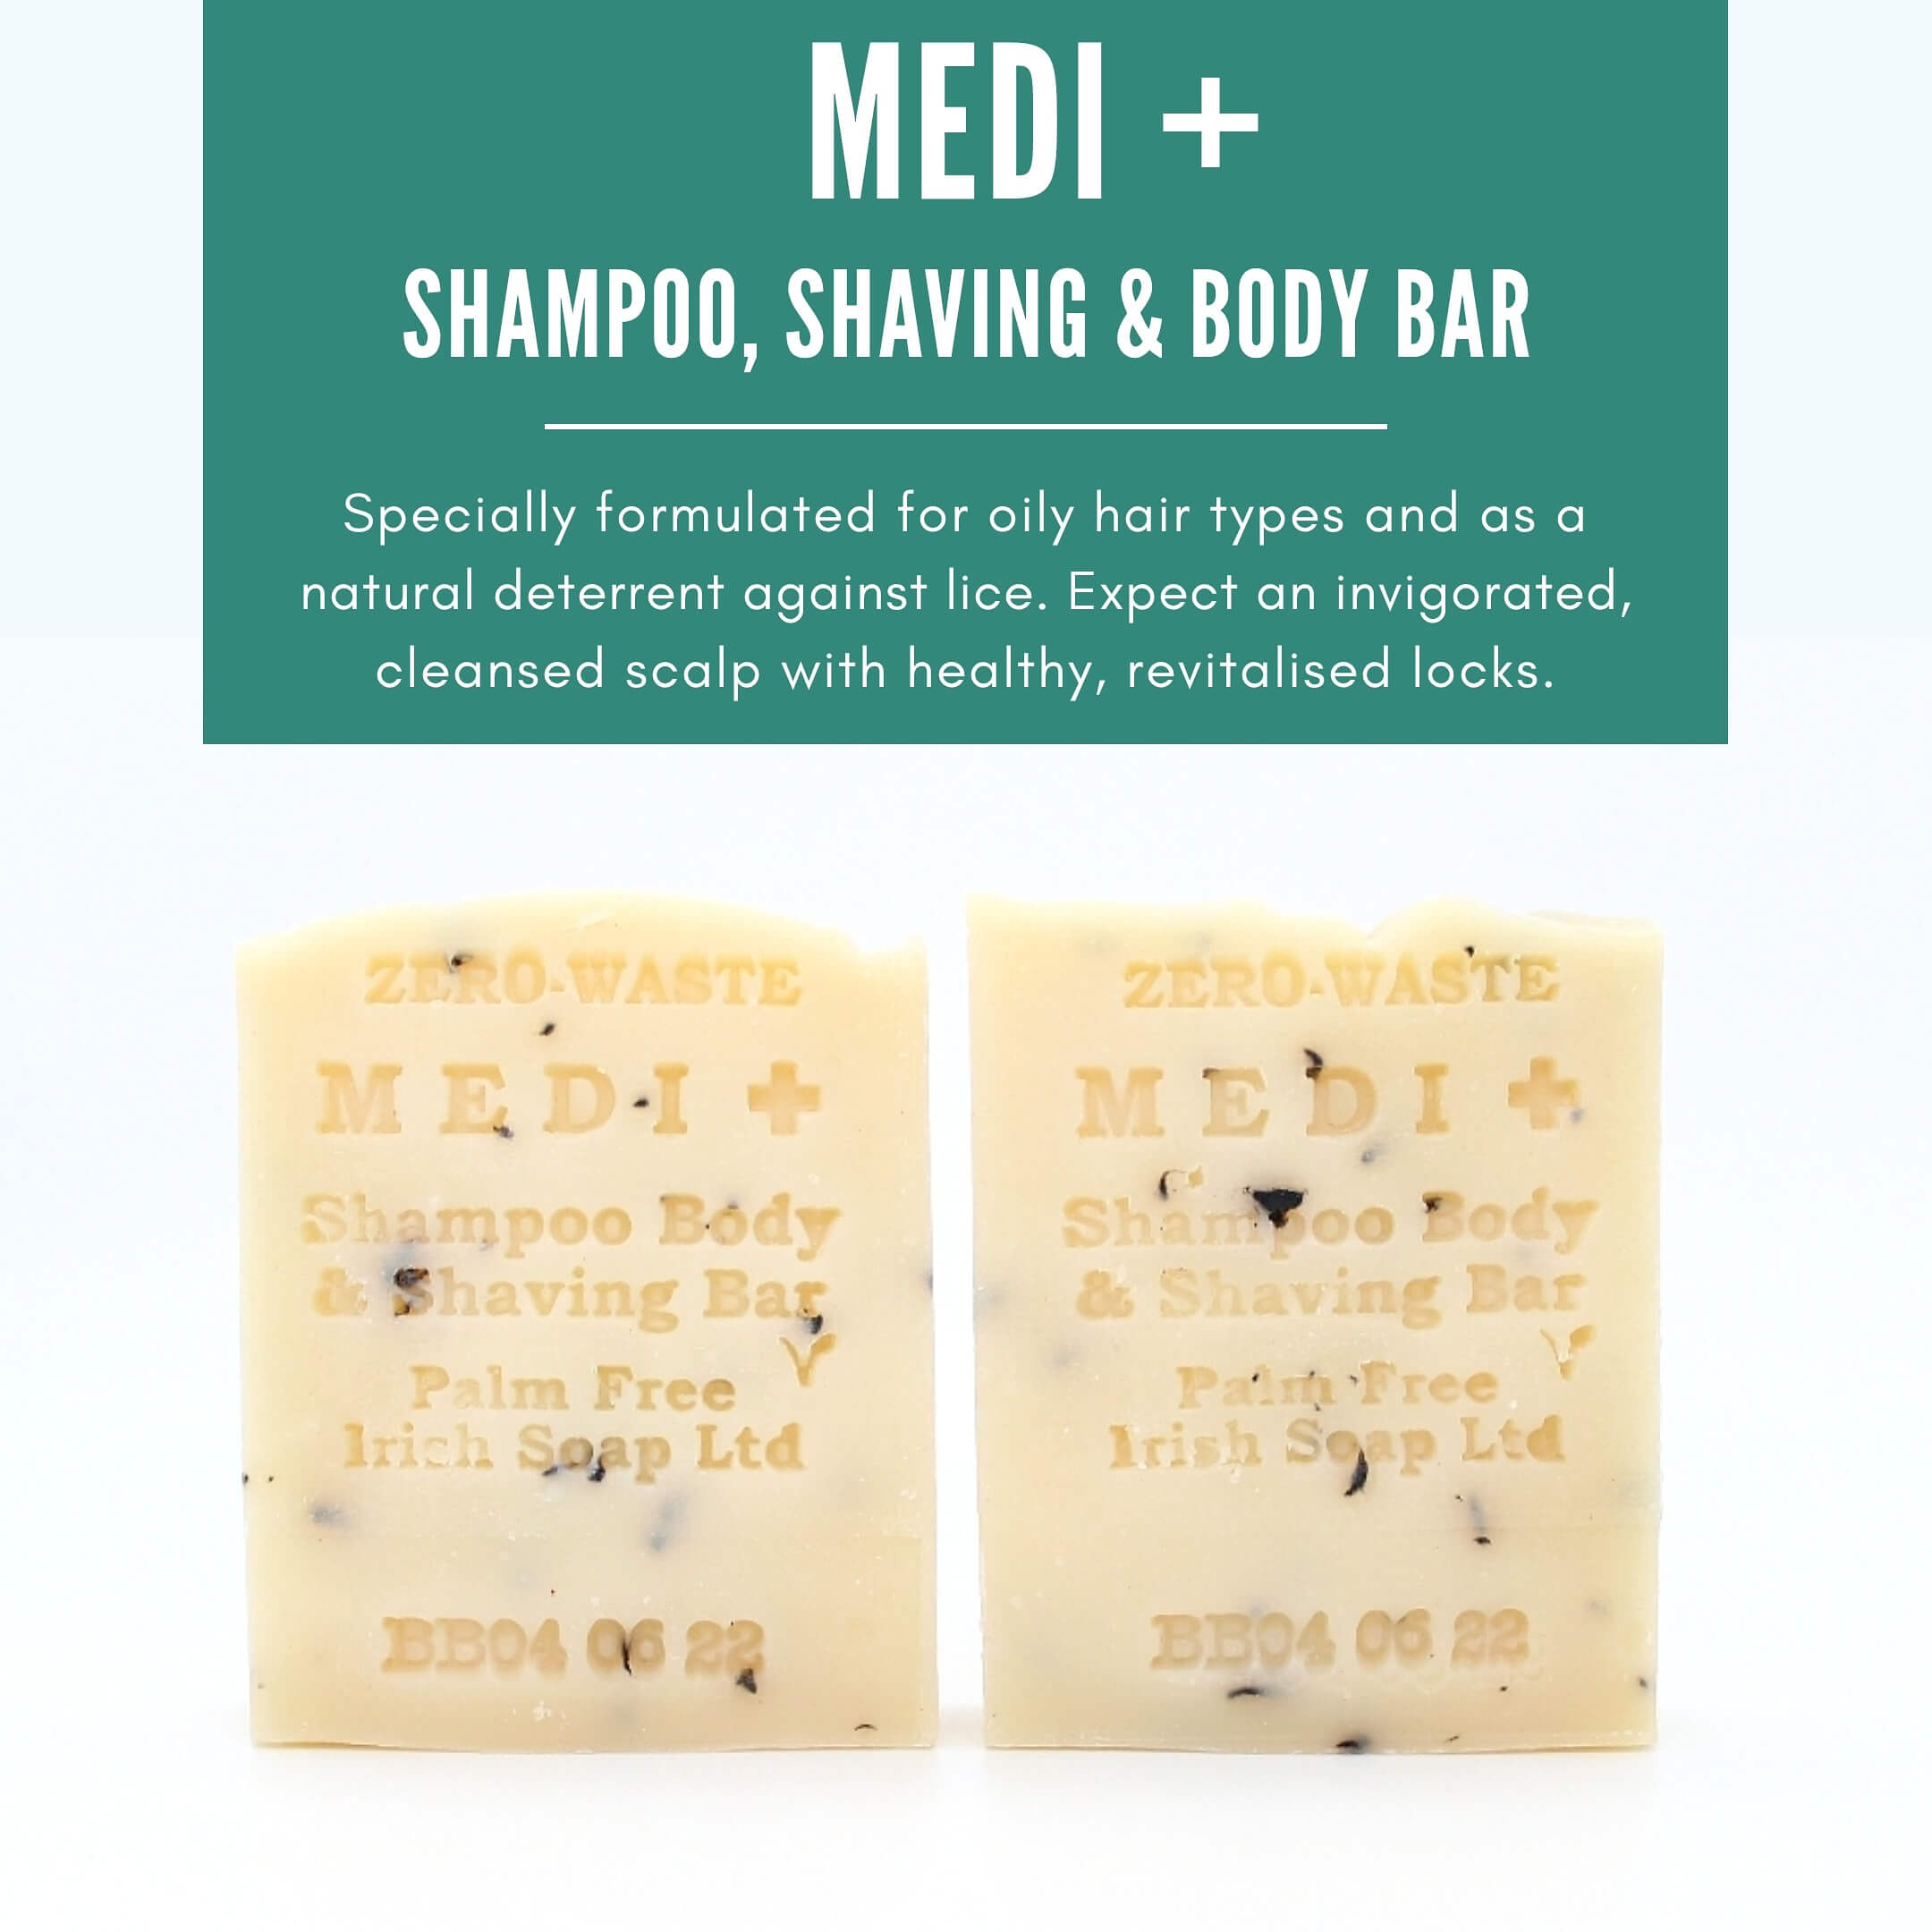 MEDI +
SHAMPOO, SHAVING & BODY BAR
Specially formulated for oily hair types and as a
natural deterrent against lice. Expect an invigorated,
cleansed scalp with healthy, revitalised locks.
ZERO-WASTE
MEDI +
Shampoo Body
& Shaving Bar
Palm Free
Irish Soap Ltd
BB04 06 22
ZERO-WASTE
MEDI +
Shampoo Body
& Shaving Bar
Palm Free
Irish Soap Ltd
BB04 06 22